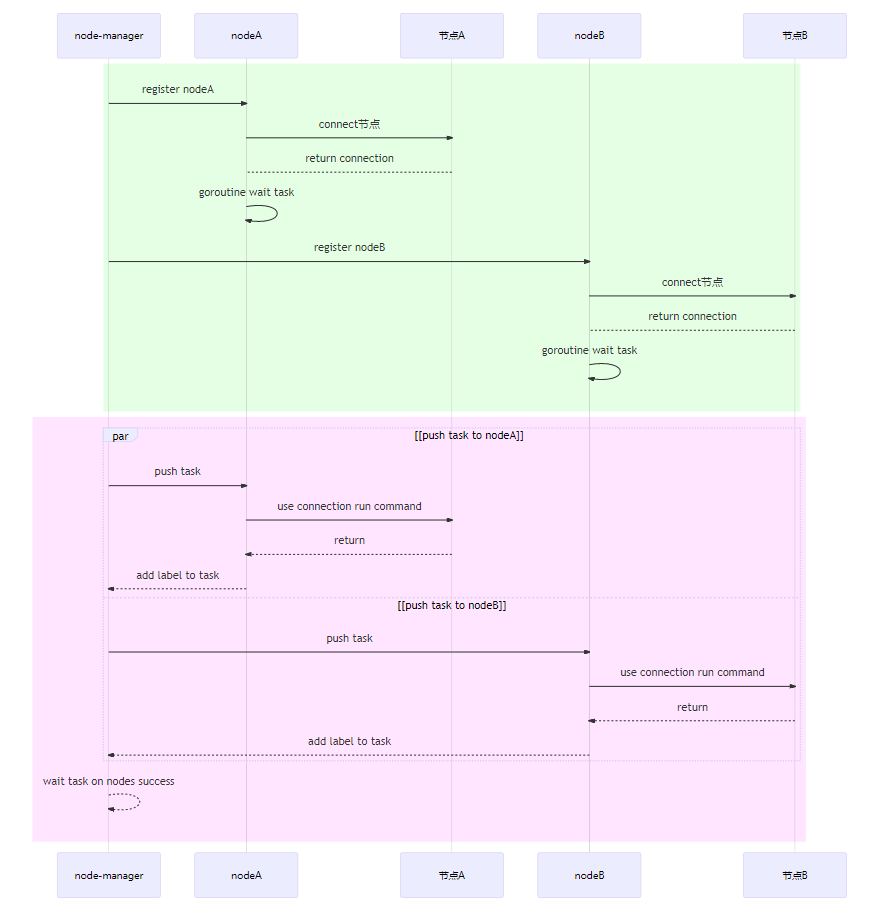 node-manager
nodeA
节点A
nodeB
节点B
register nodeA
connect节点
return connection
goroutine wait task
register nodeB
connect节点
return connection
goroutine wait task
par
[[push task to nodeA]]
push task
use connection run command
return
add label to task
[[push task to nodeB]]
push task
use connection run command
return
add label to task
wait task on nodes success
node-manager
nodeA
节点A
nodeB
节点B